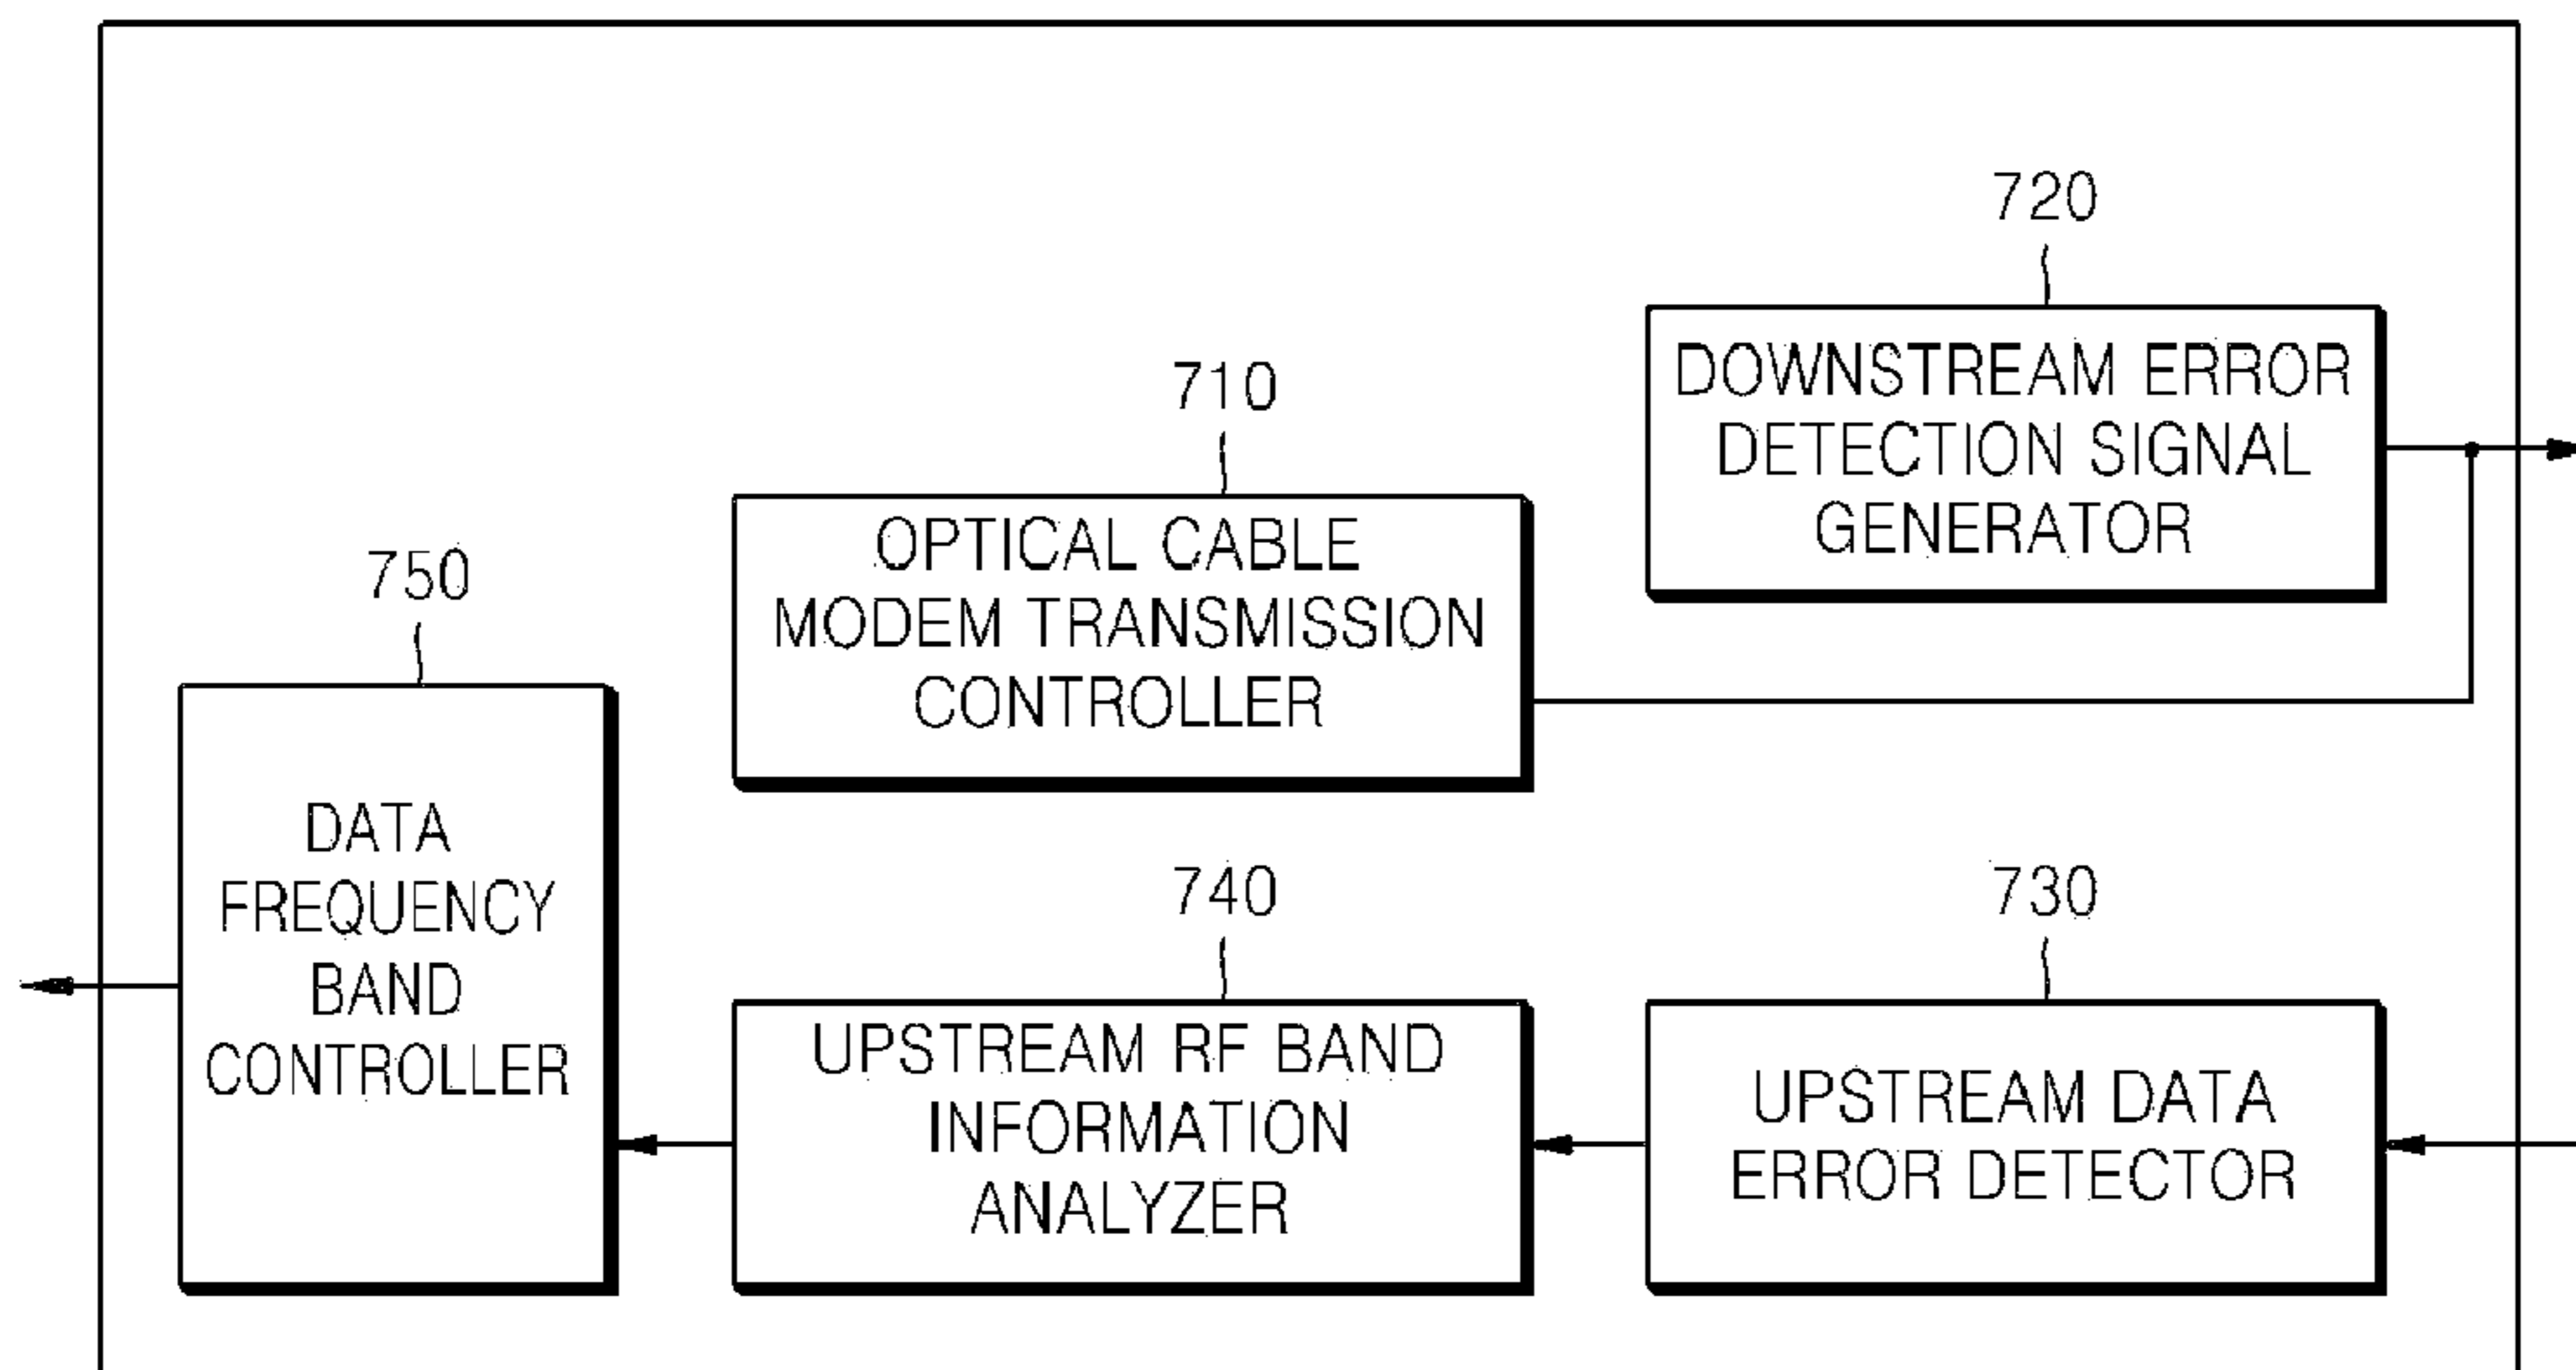 720
DOWNSTREAM ERROR
DETECTION SIGNAL
GENERATOR
710
OPTICAL CABLE
MODEM TRANSMISSION
CONTROLLER
750
DATA
FREQUENCY
BAND
CONTROLLER
740
UPSTREAM RF BAND
INFORMATION
ANALYZER
730
UPSTREAM DATA
ERROR DETECTOR